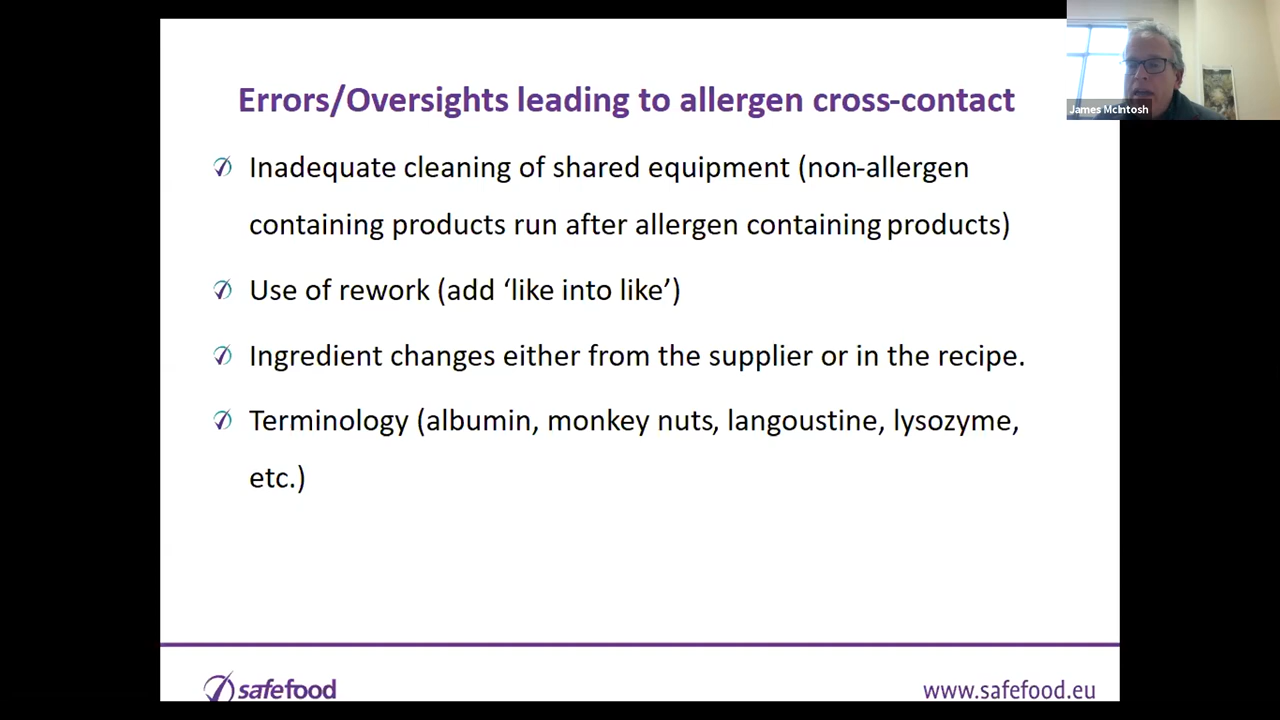 Errors/Oversights leading to allergen cross-contact
James McIntosh
Inadequate cleaning of shared equipment (non-allergen
containing products run after allergen containing products)
Use of rework (add ‘like into like’)
Ingredient changes either from the supplier or in the recipe.
Terminology (albumin, monkey nuts, langoustine, lysozyme,
etc.)
safefood
www.safefood.eu